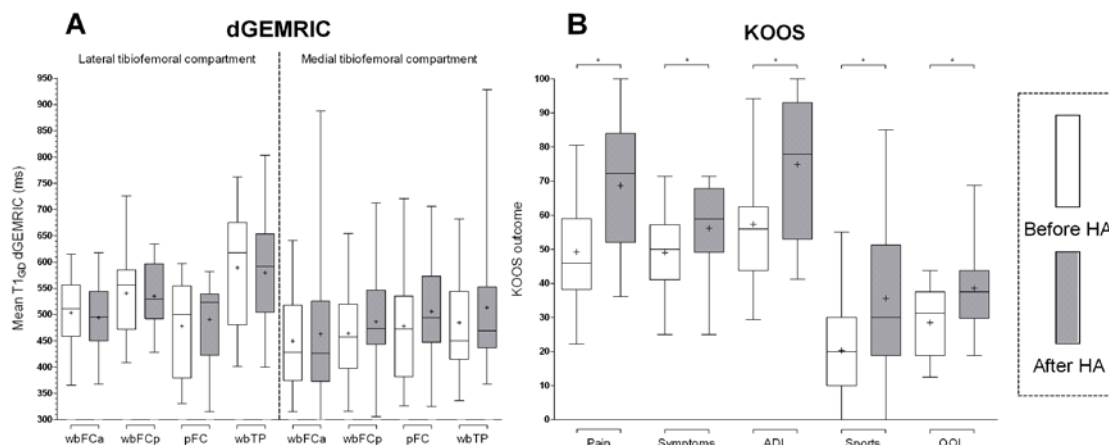 A
dGEMRIC
Lateral tibiofemoral compartment
Medial tibiofemoral compartment
Mean T1GD dGEMRIC (ms)
950
900
850
800
750
700
650
600
550
500
450
400
350
300
wbFCa
wbFCp
pFC
wbTP
wbFCa
wbFCp
pFC
wbTP
B
KOOS
* * * * *
KOOS outcome
100
90
80
70
60
50
40
30
20
10
0
Pain
Symptoms
ADL
Sports
QOL
Before HA
After HA